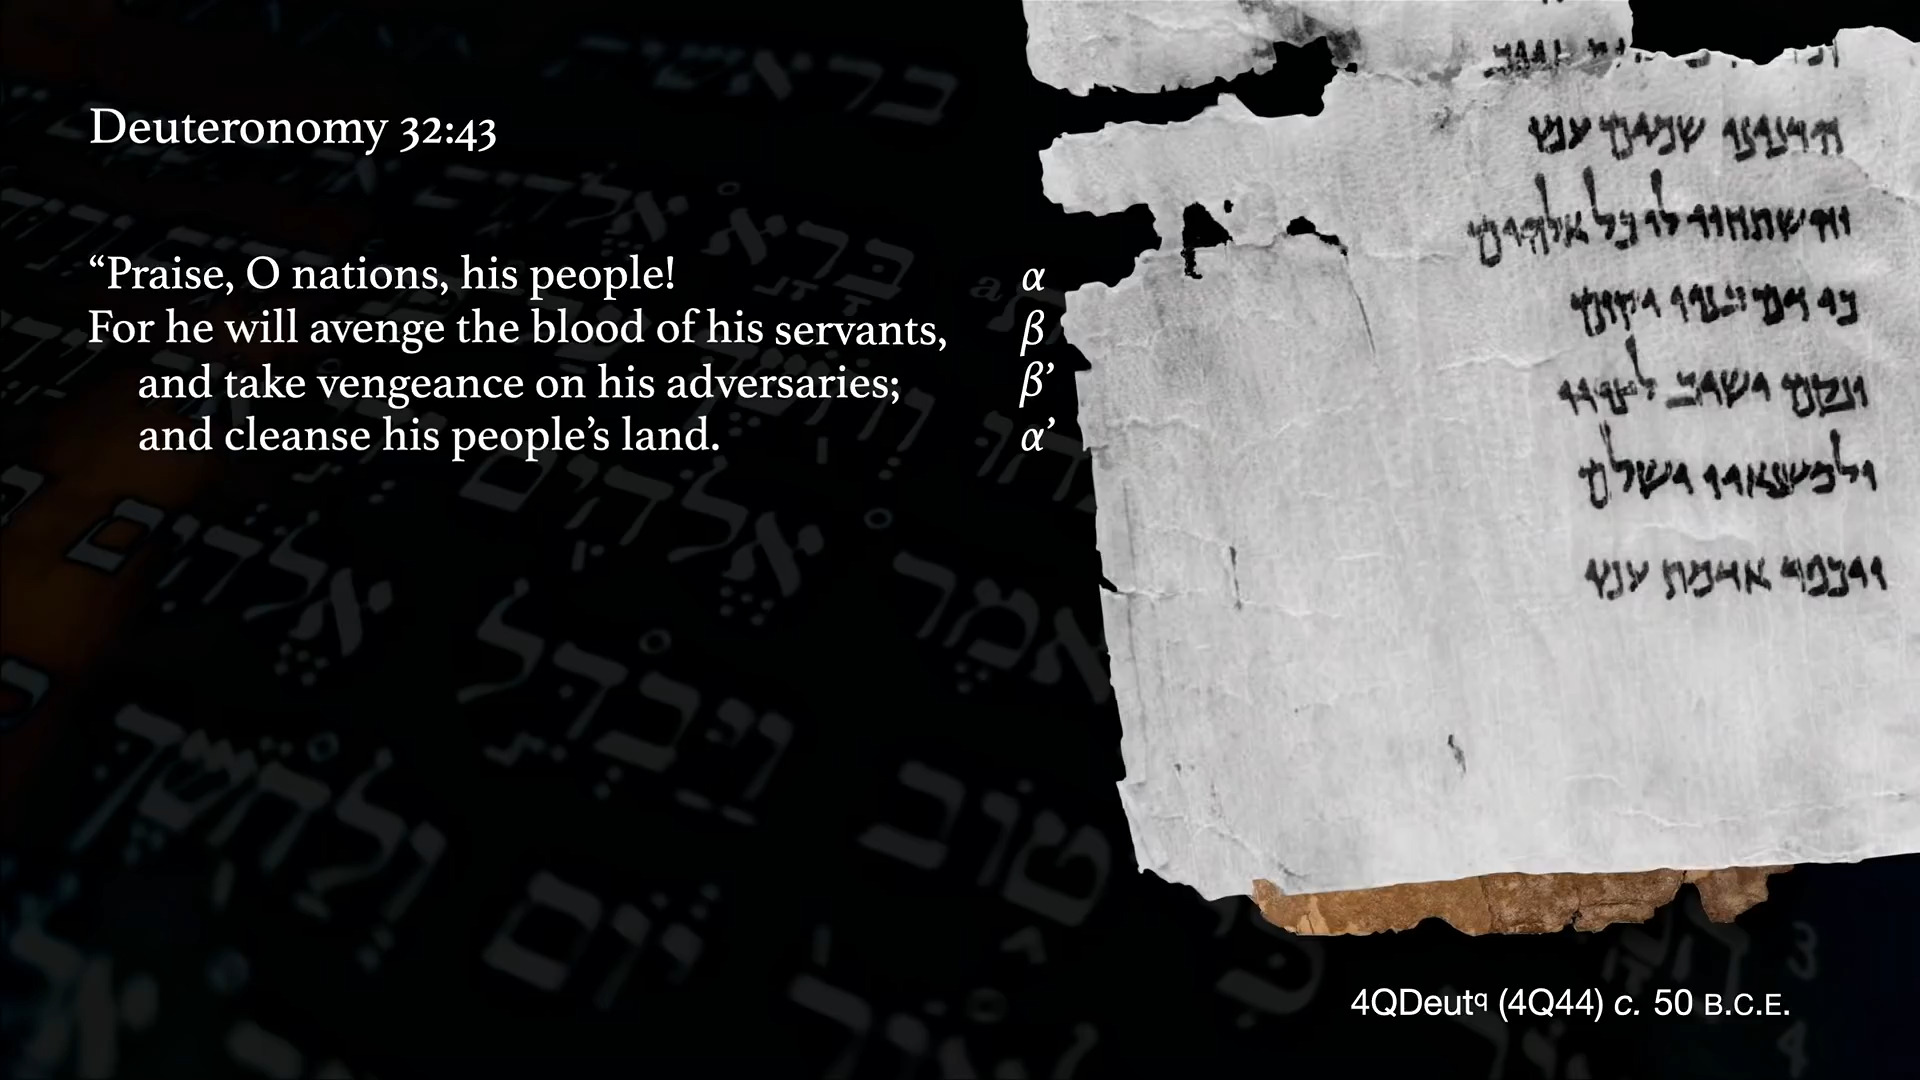 Deuteronomy 32:43
“Praise, O nations, his people! α
For he will avenge the blood of his servants, β
and take vengeance on his adversaries; β’
and cleanse his people’s land. α’
הרנינו שמים עמו
והשתחוו לו כל אלהים
כי דם בניו יקום
ונקם ישיב לצריו
ולמשנאיו ישלם
ויכפר אדמת עמו
4QDeutq (4Q44) c. 50 B.C.E.